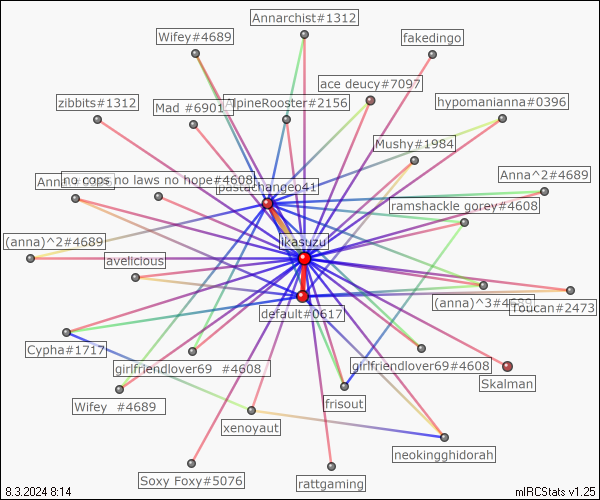 Annarchist#1312
Wifey#4689
fakedingo
ace deucy#7097
zibbits#1312
Mad #6901
AlpineRooster#2156
hypomanianna#0396
Mushy#1984
no cops no laws no hope#4608
Anna^2#4689
pastachange041
ramshackle gorey#4608
(anna)^2#4689
ikasuzu
avelicious
(anna)^3#4689
Toucan#2473
default#0617
Cypha#1717
girlfriendlover69 #4608
girlfriendlover69#4608
Skalman
Wifey #4689
frisout
xenoyaut
neokingghidorah
Soxy Foxy#5076
rattgaming
8.3.2024 8:14
mIRCStats v1.25